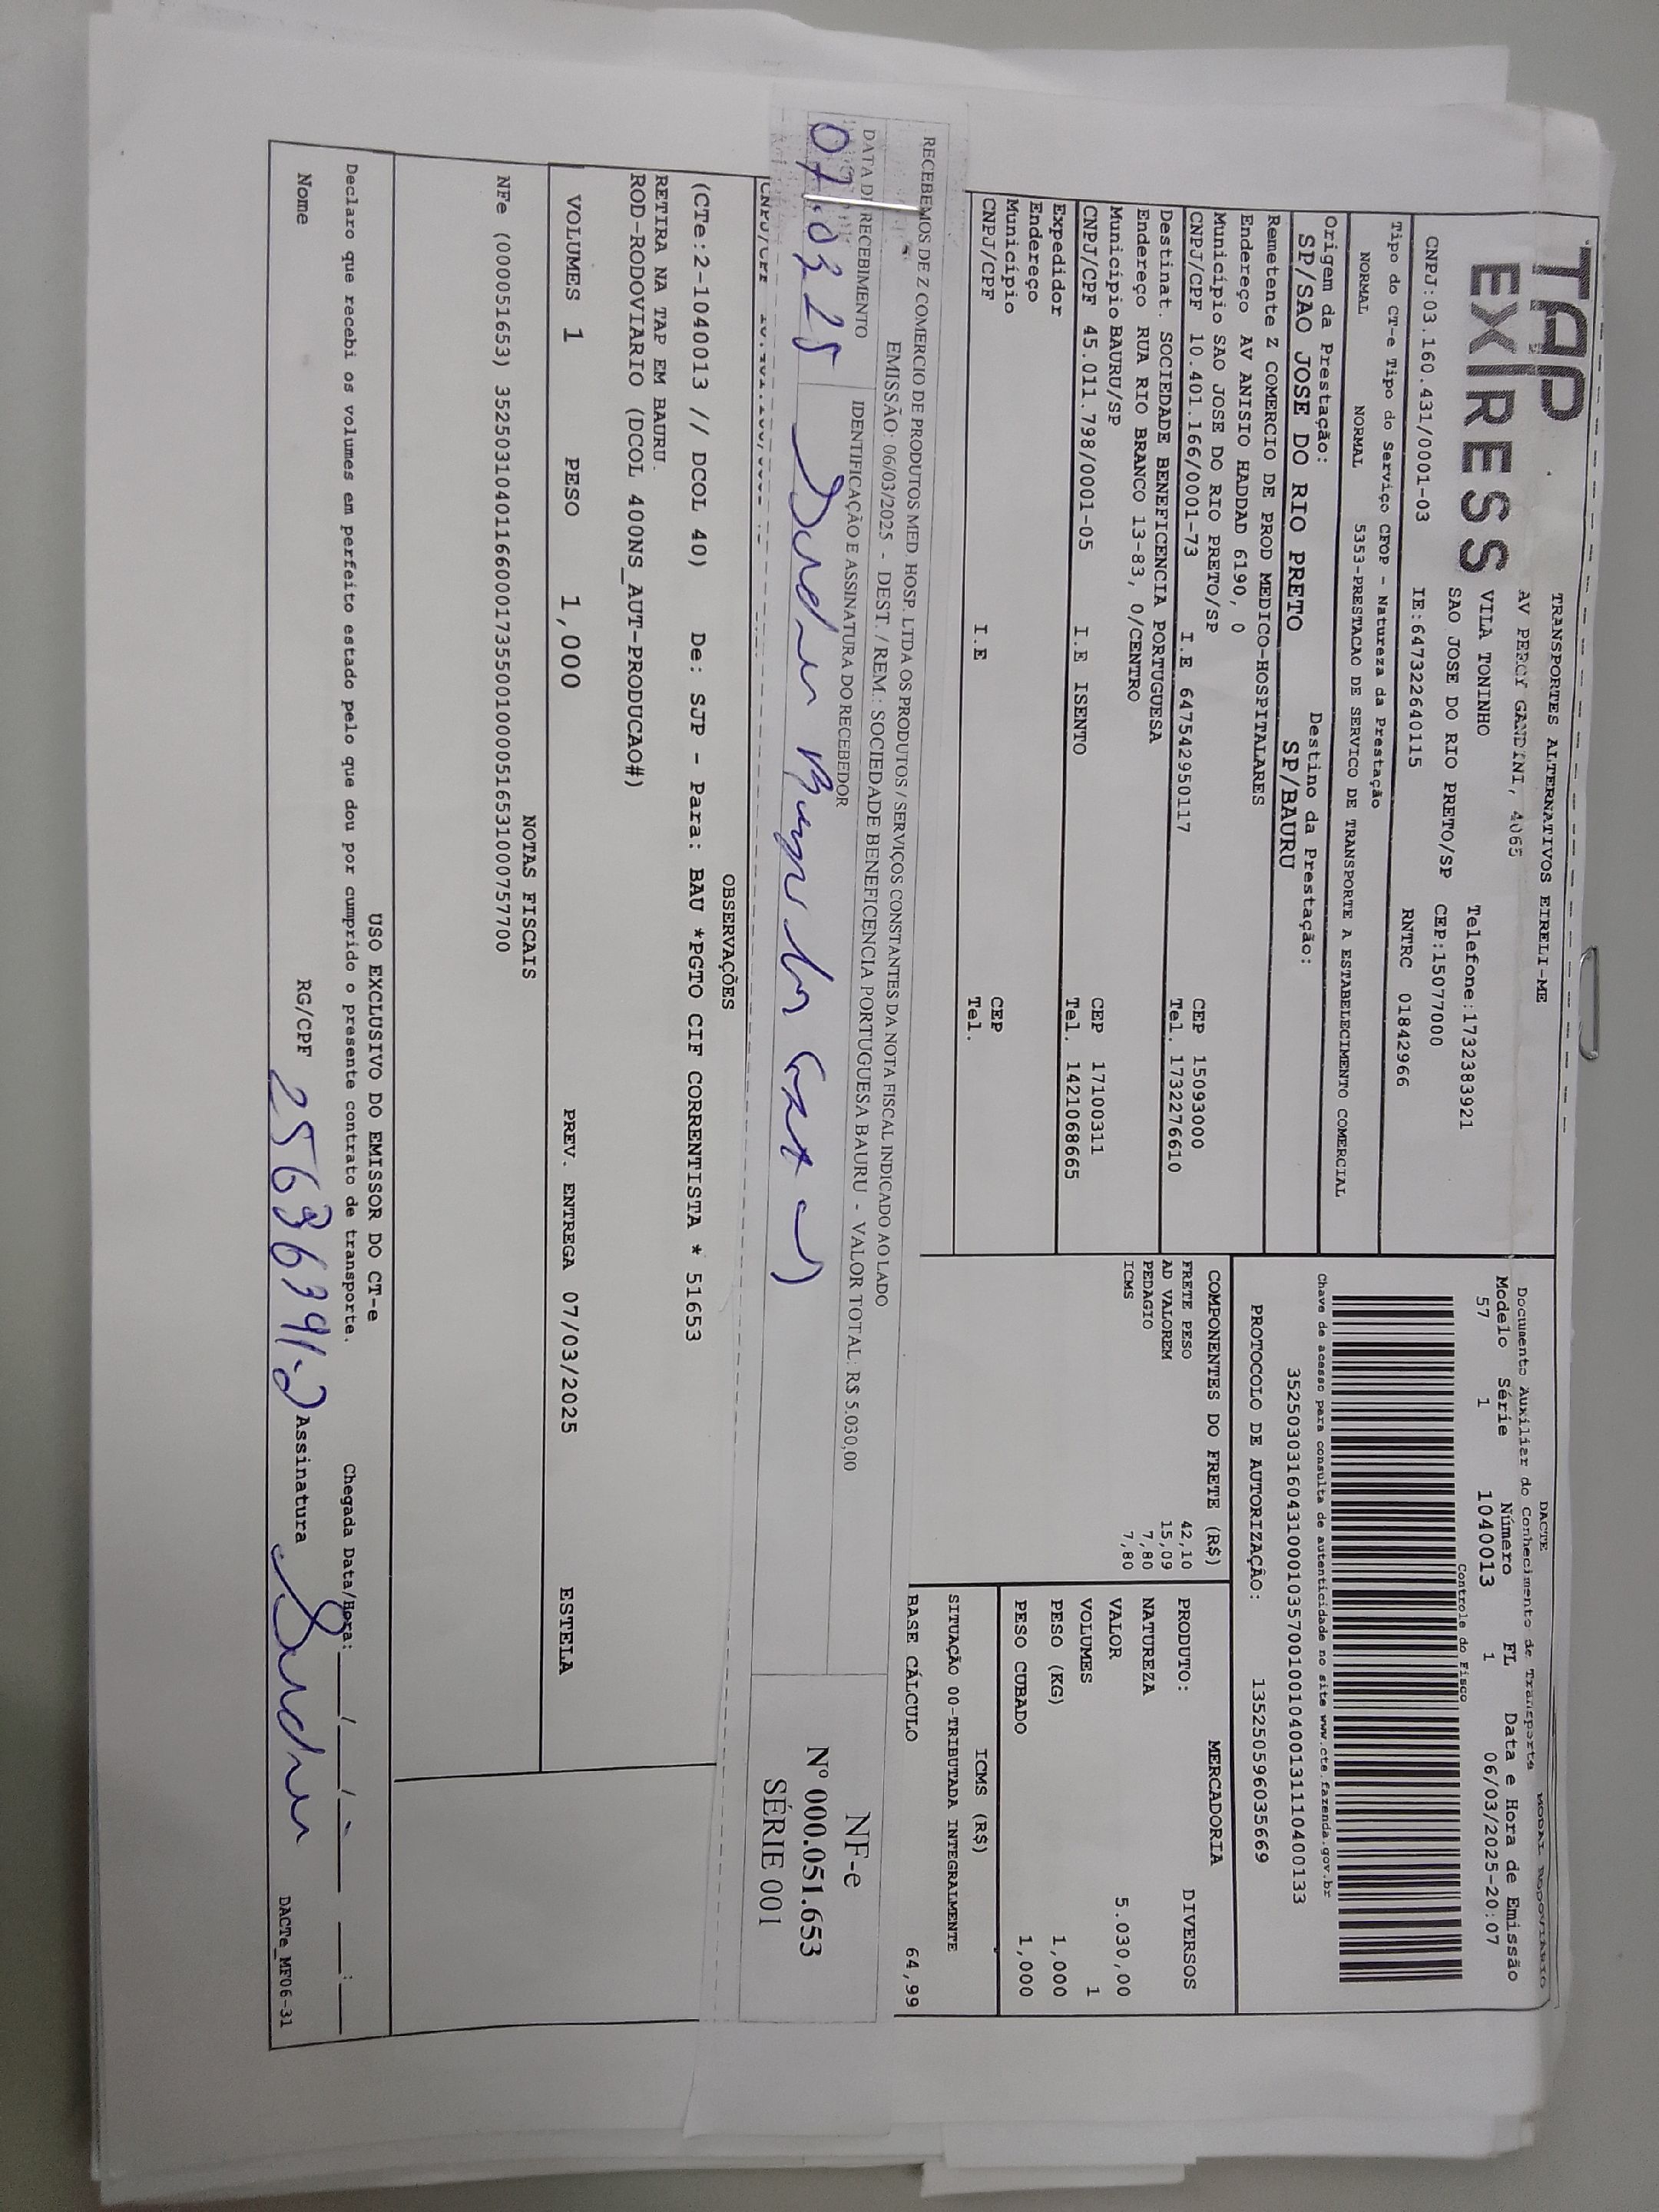 TAP
EXPRESS
TRANSPORTES ALTERNATIVOS EIRELI-ME
AV PERCY GANDINI, 4065
VILA TONINHO Telefone:1732383921
SAO JOSE DO RIO PRETO/SP CEP:15077000
CNPJ:03.160.431/0001-03 IE:647322640115 RNTRC 01842966
Tipo do CT-e Tipo do Serviço CFOP - Natureza da Prestação
NORMAL NORMAL 5353-PRESTACAO DE SERVICO DE TRANSPORTE A ESTABELECIMENTO COMERCIAL
Origem da Prestação: Destino da Prestação:
SP/SAO JOSE DO RIO PRETO SP/BAURU
Remetente Z COMERCIO DE PROD MEDICO-HOSPITALARES
Endereço AV ANISIO HADDAD 6190, 0
Município SAO JOSE DO RIO PRETO/SP CEP 15093000
CNPJ/CPF 10.401.166/0001-73 I.E 647542950117 Tel. 1732276610
Destinat. SOCIEDADE BENEFICENCIA PORTUGUESA
Endereço RUA RIO BRANCO 13-83, 0/CENTRO
Município BAURU/SP CEP 17100311
CNPJ/CPF 45.011.798/0001-05 I.E ISENTO Tel. 1421068665
Expedidor
Endereço
Município CEP
CNPJ/CPF I.E Tel.
DACTE MODAL RODOVIARIO
Documento Auxiliar do Conhecimento de Transporte
Modelo Série Número FL Data e Hora de Emissão
57 1 1040013 1 06/03/2025-20:07
Controle do Fisco
Chave de acesso para consulta de autenticidade no site www.cte.fazenda.gov.br
35250303160431000103570010010400131110400133
PROTOCOLO DE AUTORIZAÇÃO: 135250596035669
COMPONENTES DO FRETE (R$)
FRETE PESO 42,10
AD VALOREM 15,09
PEDAGIO 7,80
ICMS 7,80
MERCADORIA
PRODUTO: DIVERSOS
NATUREZA
VALOR 5.030,00
VOLUMES 1
PESO (KG) 1,000
PESO CUBADO 1,000
ICMS (R$)
SITUAÇÃO 00-TRIBUTADA INTEGRALMENTE
BASE CÁLCULO 64,99
RECEBEMOS DE Z COMERCIO DE PRODUTOS MED. HOSP. LTDA OS PRODUTOS / SERVIÇOS CONSTANTES DA NOTA FISCAL INDICADO AO LADO
EMISSÃO: 06/03/2025 - DEST. / REM.: SOCIEDADE BENEFICENCIA PORTUGUESA BAURU - VALOR TOTAL: R$ 5.030,00
DATA DE RECEBIMENTO IDENTIFICAÇÃO E ASSINATURA DO RECEBEDOR
07.03.25
NF-e
Nº 000.051.653
SÉRIE 001
CNPJ/CPF
OBSERVAÇÕES
(CTe:2-1040013 // DCOL 40) De: SJP - Para: BAU *PGTO CIF CORRENTISTA * 51653
RETIRA NA TAP EM BAURU.
ROD-RODOVIARIO (DCOL 400NS_AUT-PRODUCAO#)
VOLUMES 1 PESO 1,000 PREV. ENTREGA 07/03/2025 ESTELA
NOTAS FISCAIS
NFe (000051653) 35250310401166000173550010000516531000757700
USO EXCLUSIVO DO EMISSOR DO CT-e
Declaro que recebi os volumes em perfeito estado pelo que dou por cumprido o presente contrato de transporte. Chegada Data/Hora: ___/___/___ ___:___
Nome RG/CPF 25636391-2 Assinatura
DACTe_MF06-31